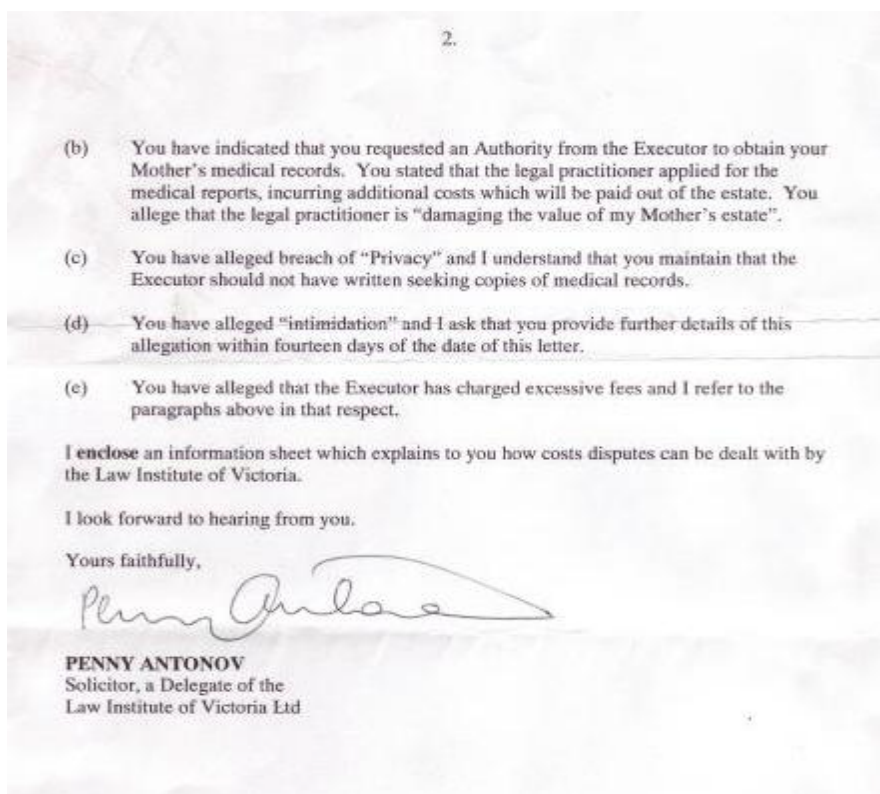 2.
(b) You have indicated that you requested an Authority from the Executor to obtain your
Mother's medical records. You stated that the legal practitioner applied for the
medical reports, incurring additional costs which will be paid out of the estate. You
allege that the legal practitioner is “damaging the value of my Mother's estate”.
(c) You have alleged breach of “Privacy” and I understand that you maintain that the
Executor should not have written seeking copies of medical records.
(d) You have alleged “intimidation” and I ask that you provide further details of this
allegation within fourteen days of the date of this letter.
(e) You have alleged that the Executor has charged excessive fees and I refer to the
paragraphs above in that respect.
I enclose an information sheet which explains to you how costs disputes can be dealt with by
the Law Institute of Victoria.
I look forward to hearing from you.
Yours faithfully,
Penny Antonov
PENNY ANTONOV
Solicitor, a Delegate of the
Law Institute of Victoria Ltd